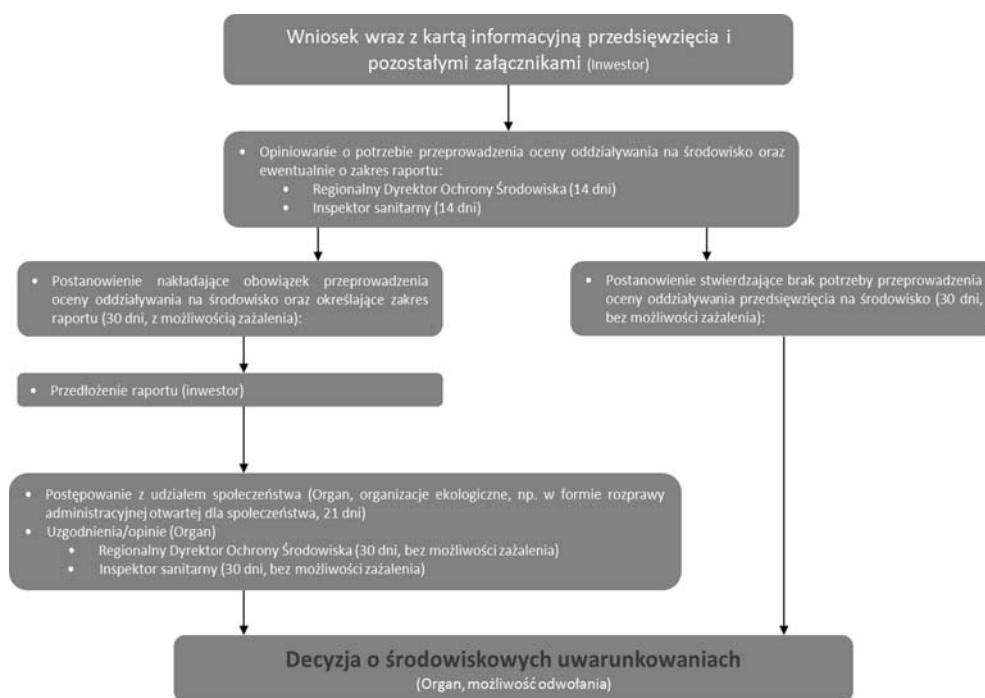 Wniosek wraz z kartą informacyjną przedsięwzięcia i
pozostałymi załącznikami (Inwestor)
• Opiniowanie o potrzebie przeprowadzenia oceny oddziaływania na środowisko oraz
ewentualnie o zakres raportu:
• Regionalny Dyrektor Ochrony Środowiska (14 dni)
• Inspektor sanitarny (14 dni)
• Postanowienie nakładające obowiązek przeprowadzenia
oceny oddziaływania na środowisko oraz określające zakres
raportu (30 dni, z możliwością zażalenia):
• Postanowienie stwierdzające brak potrzeby przeprowadzenia
oceny oddziaływania przedsięwzięcia na środowisko (30 dni,
bez możliwości zażalenia):
• Przedłożenie raportu (inwestor)
• Postępowanie z udziałem społeczeństwa (Organ, organizacje ekologiczne, np. w formie rozprawy
administracyjnej otwartej dla społeczeństwa, 21 dni)
• Uzgodnienia/opinie (Organ)
• Regionalny Dyrektor Ochrony Środowiska (30 dni, bez możliwości zażalenia)
• Inspektor sanitarny (30 dni, bez możliwości zażalenia)
Decyzja o środowiskowych uwarunkowaniach
(Organ, możliwość odwołania)